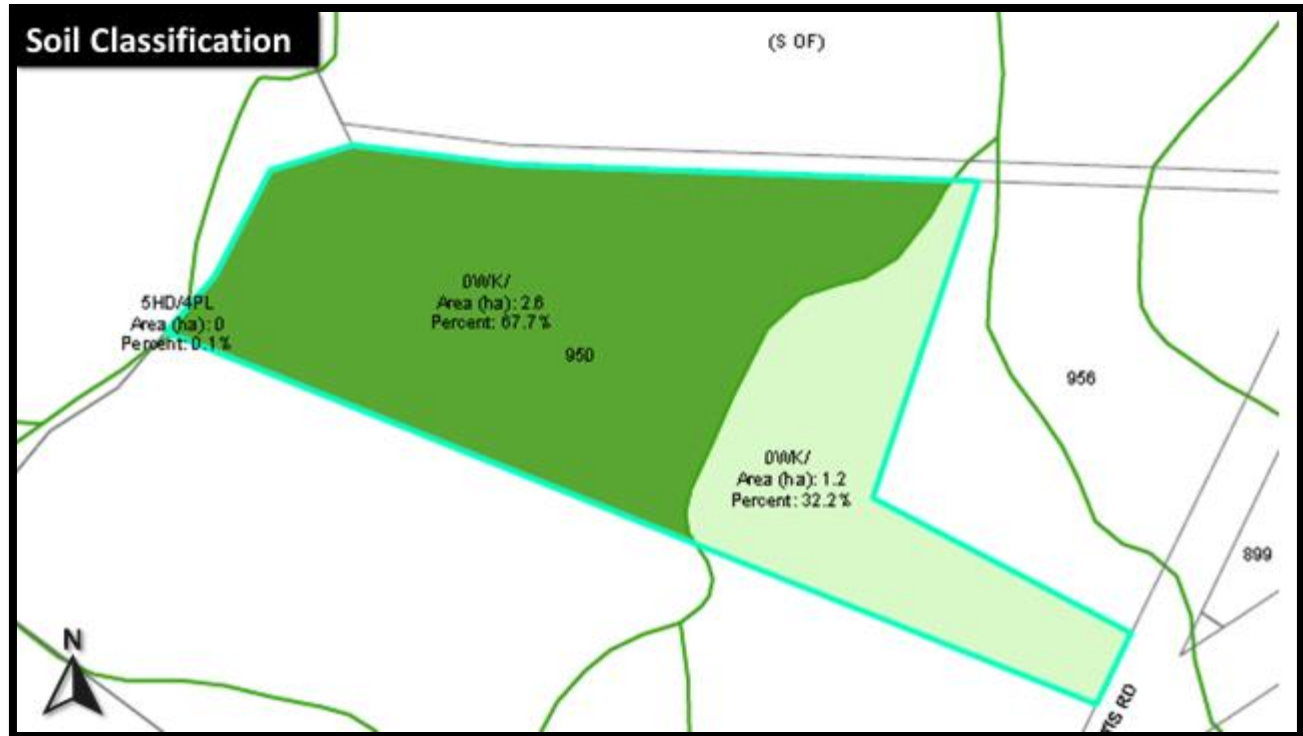 Soil Classification
(S OF)
0WK/
Area (ha): 2.6
Percent: 67.7%
950
5HD/4PL
Area (ha): 0
Percent: 0.1%
956
0WK/
Area (ha): 1.2
Percent: 32.2%
899
N
RD